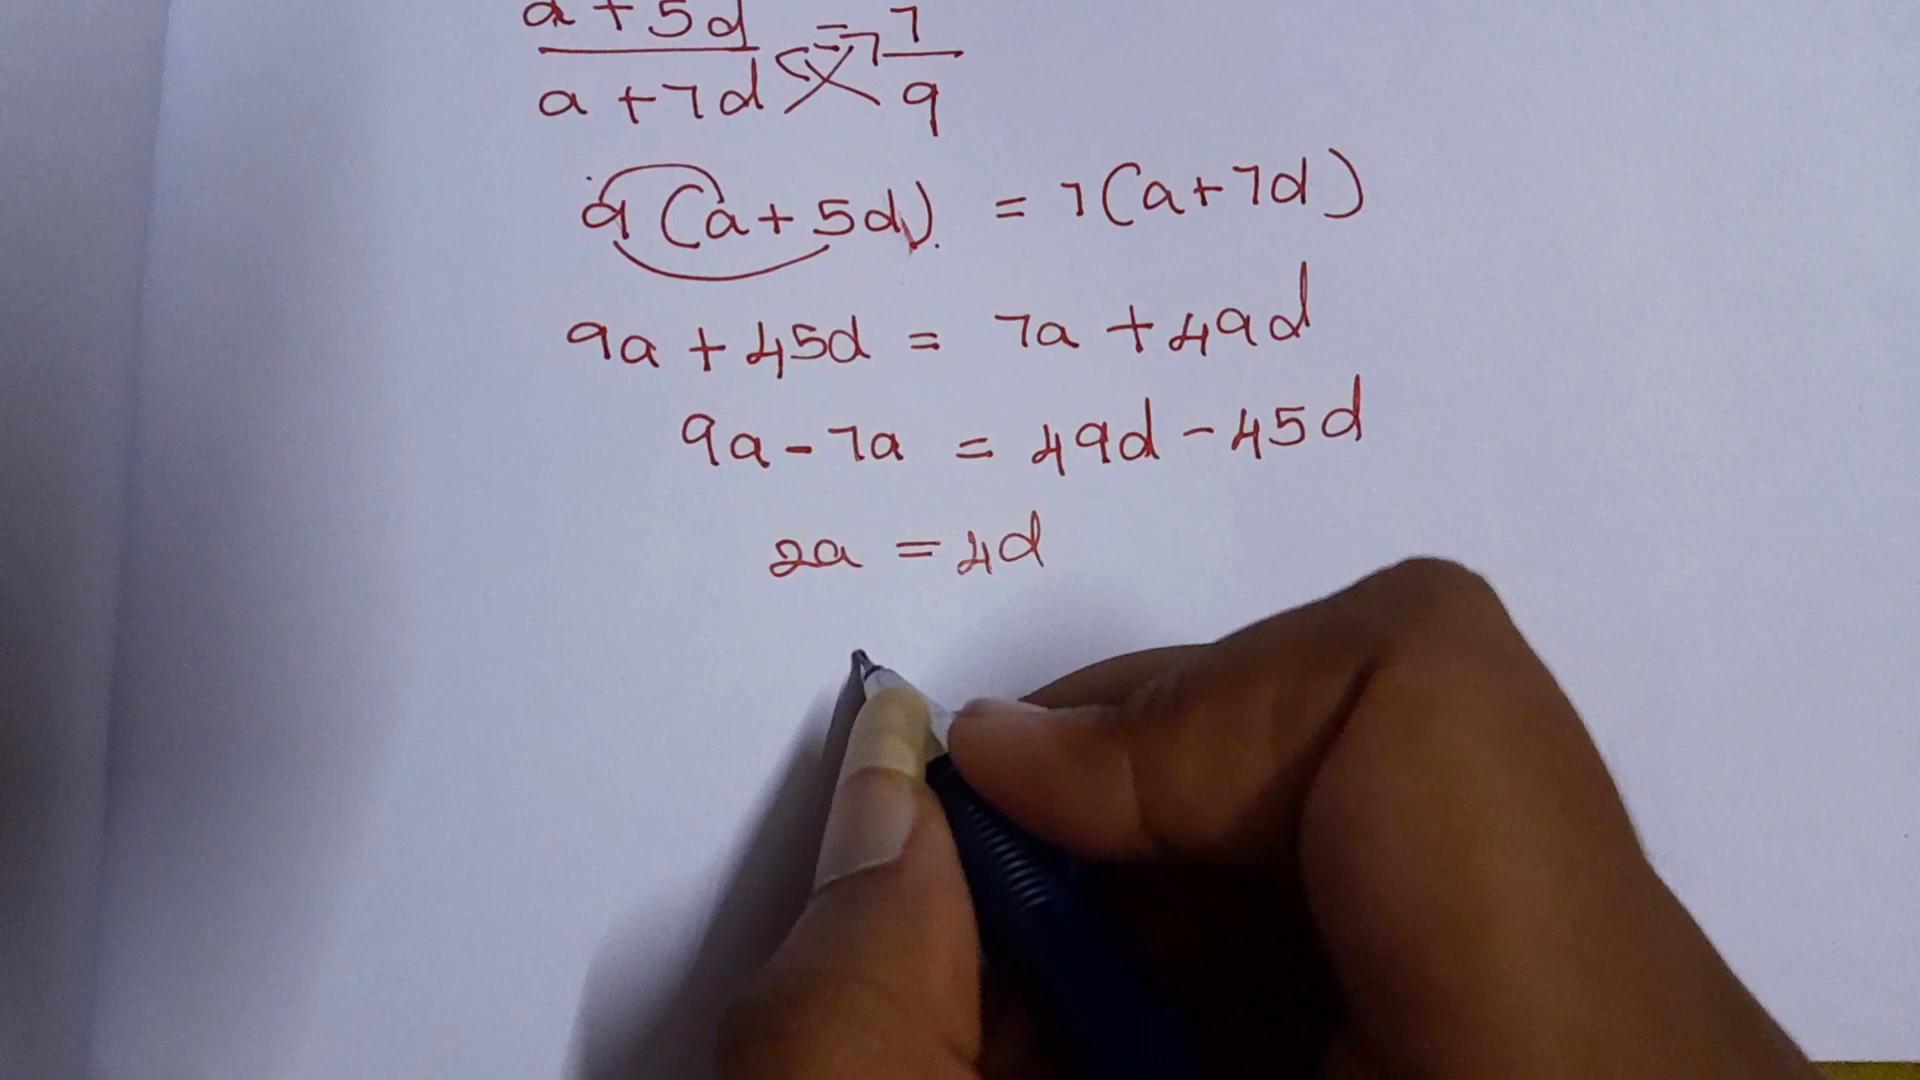 a + 5d / a + 7d = 7 / 9
9 (a + 5d) = 7 (a + 7d)
9a + 45d = 7a + 49d
9a - 7a = 49d - 45d
2a = 4d